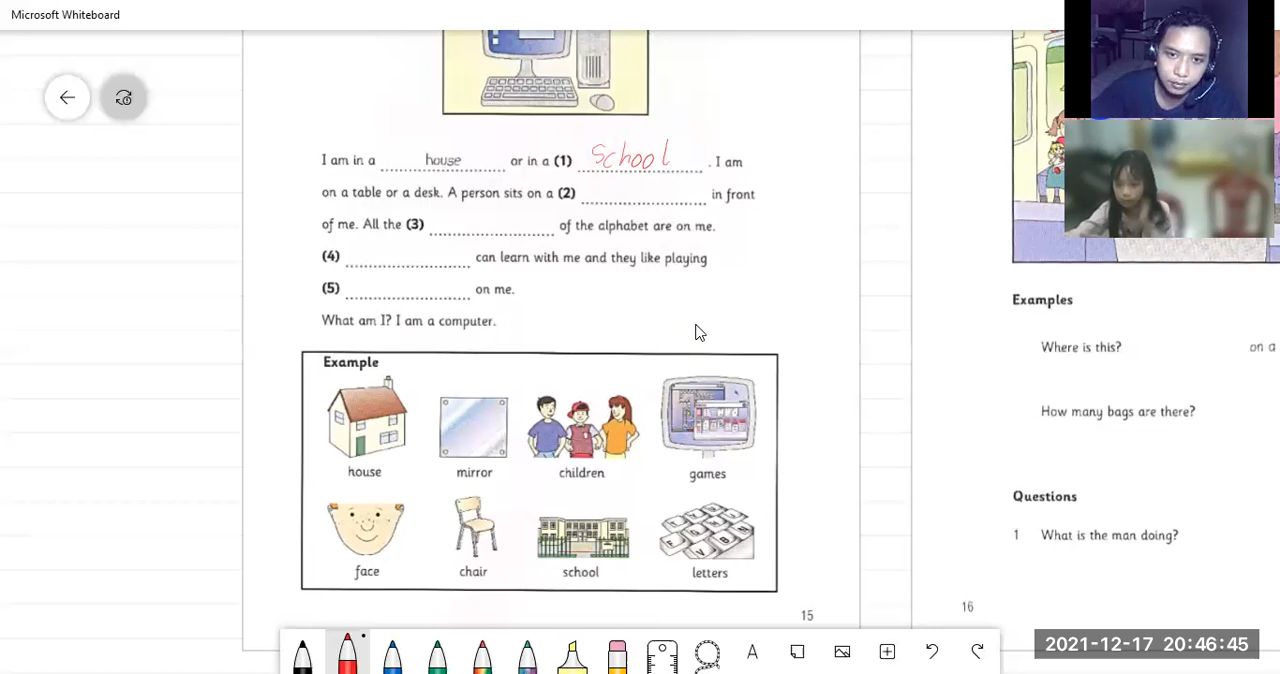 Microsoft Whiteboard
I am in a house or in a (1) School . I am
on a table or a desk. A person sits on a (2) in front
of me. All the (3) of the alphabet are on me.
(4) can learn with me and they like playing
(5) on me.
What am I? I am a computer.
Example
house mirror children games
face chair school letters
15
Examples
Where is this? on a
How many bags are there?
Questions
1 What is the man doing?
16
A
2021-12-17 20:46:45